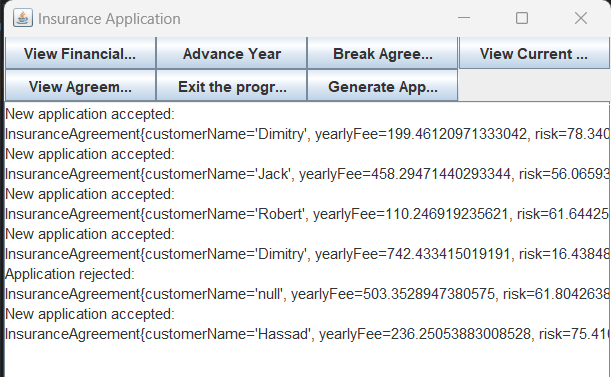 Insurance Application
View Financial... Advance Year Break Agree... View Current ...
View Agreem... Exit the progr... Generate App...
New application accepted:
InsuranceAgreement{customerName='Dimitry', yearlyFee=199.46120971333042, risk=78.340
New application accepted:
InsuranceAgreement{customerName='Jack', yearlyFee=458.29471440293344, risk=56.06593
New application accepted:
InsuranceAgreement{customerName='Robert', yearlyFee=110.246919235621, risk=61.64425
New application accepted:
InsuranceAgreement{customerName='Dimitry', yearlyFee=742.433415019191, risk=16.43848
Application rejected:
InsuranceAgreement{customerName='null', yearlyFee=503.3528947380575, risk=61.8042638
New application accepted:
InsuranceAgreement{customerName='Hassad', yearlyFee=236.25053883008528, risk=75.410